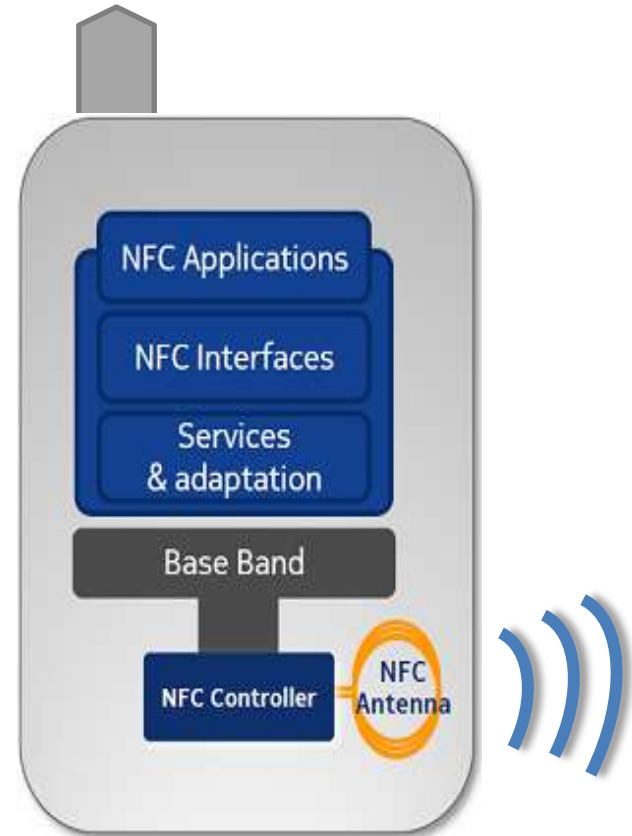 NFC Applications
NFC Interfaces
Services
& adaptation
Base Band
NFC Controller
NFC
Antenna